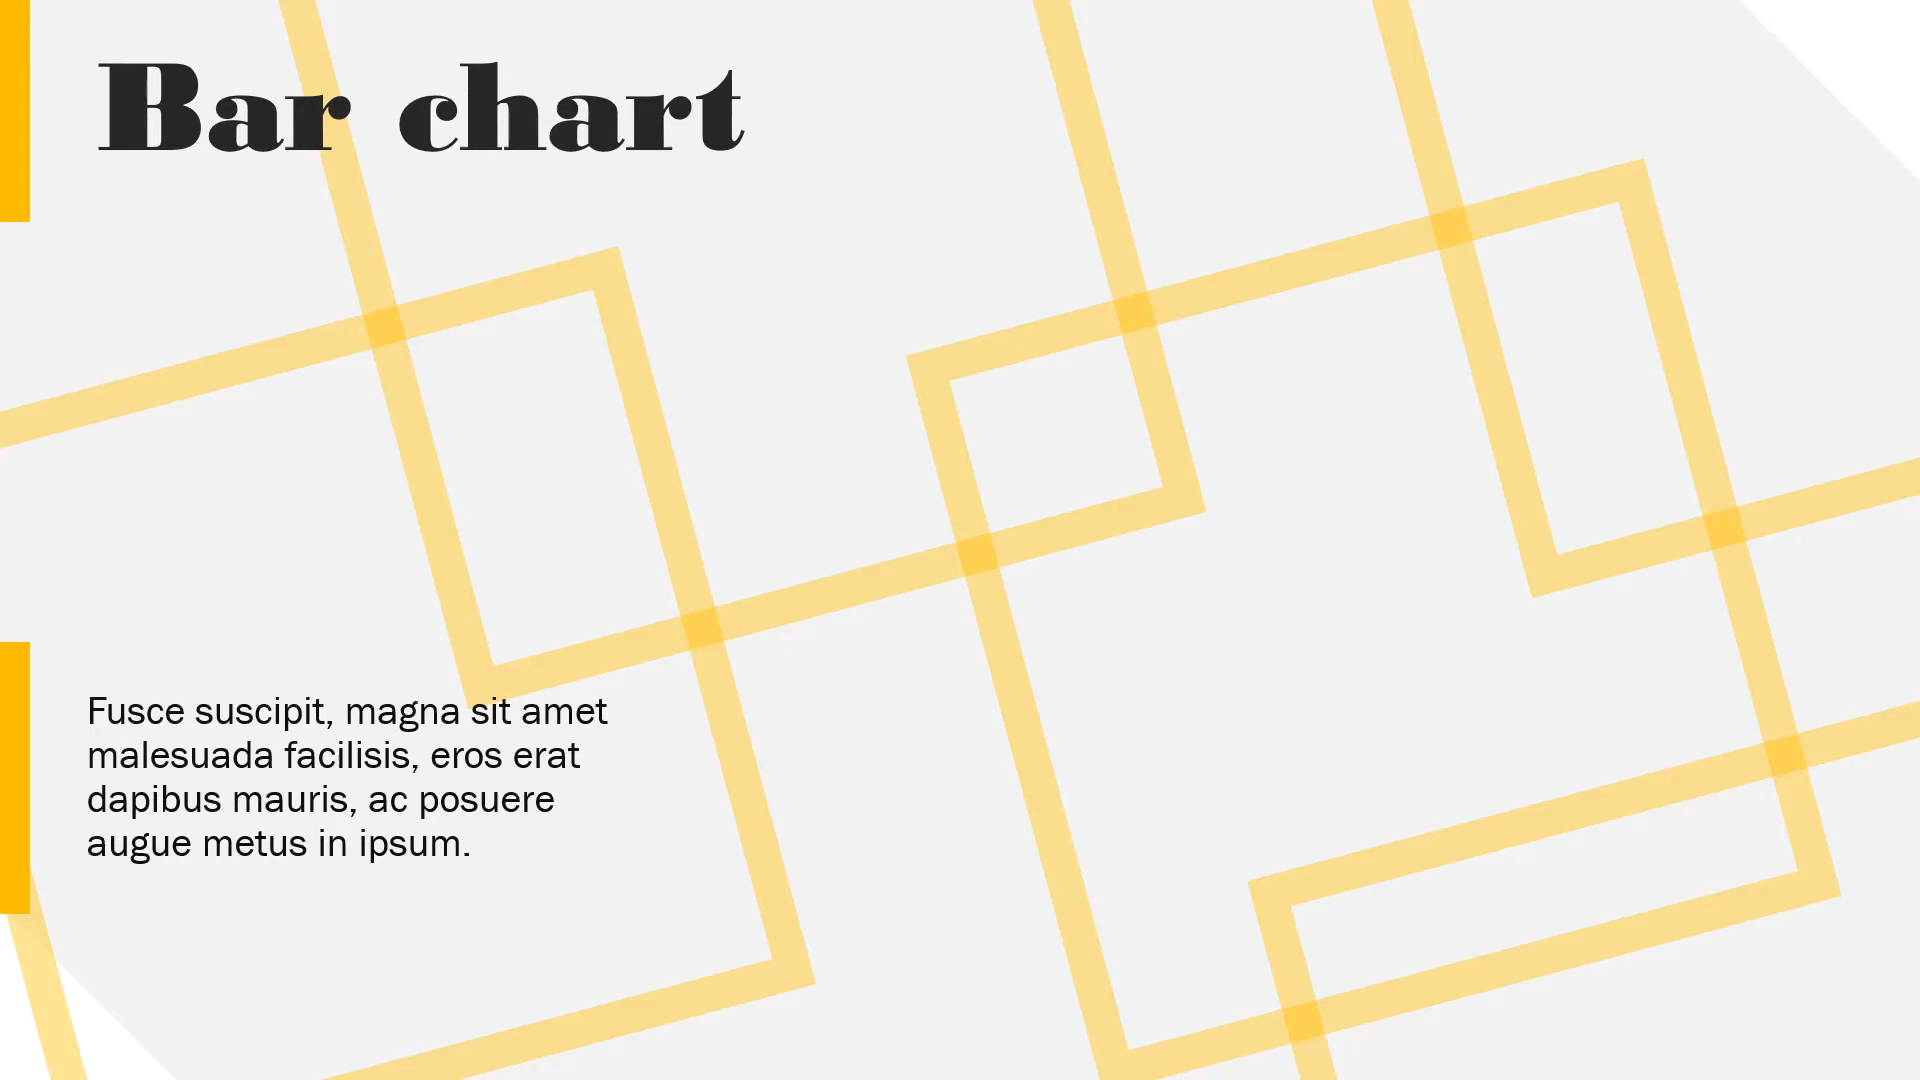 Bar chart
Fusce suscipit, magna sit amet
malesuada facilisis, eros erat
dapibus mauris, ac posuere
augue metus in ipsum.